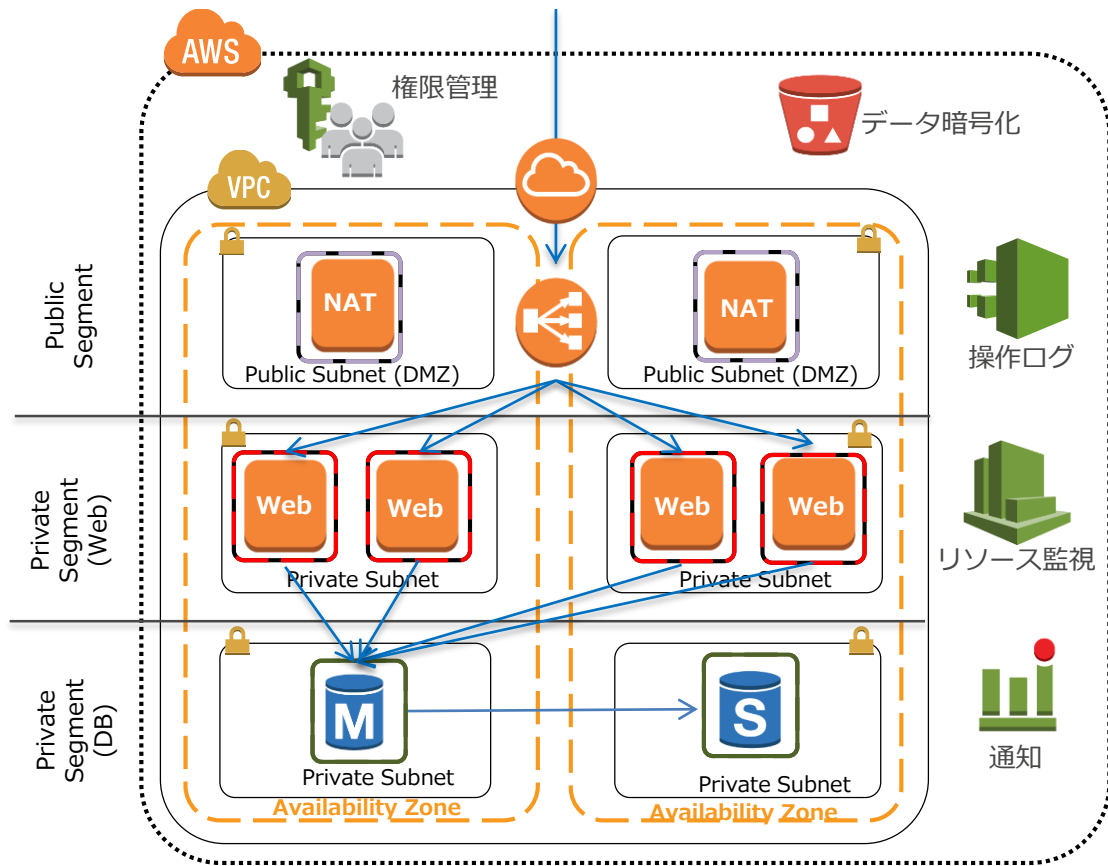 AWS
権限管理
データ暗号化
VPC
Public
Segment
NAT
NAT
Public Subnet (DMZ)
Public Subnet (DMZ)
操作ログ
Private
Segment
(Web)
Web
Web
Web
Web
Private Subnet
Private Subnet
リソース監視
Private
Segment
(DB)
M
S
Private Subnet
Private Subnet
通知
Availability Zone
Availability Zone